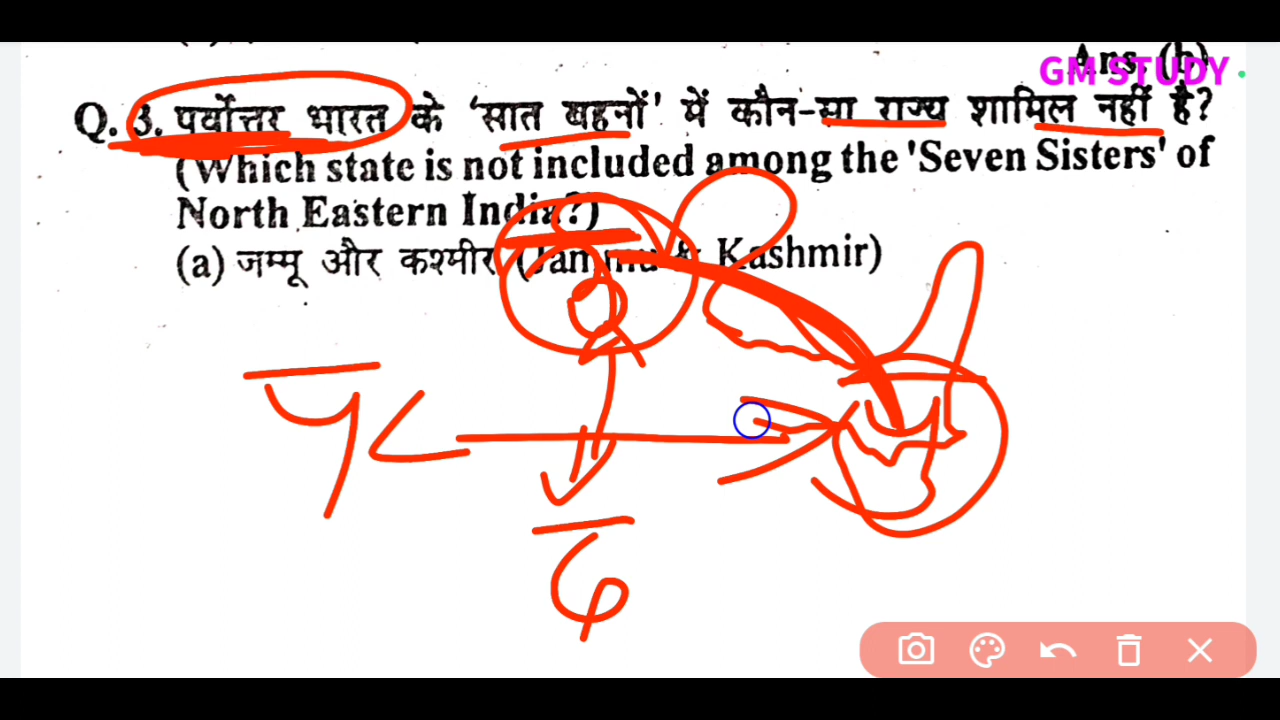 Ans. (b)
GM STUDY
Q. 3. पूर्वोत्तर भारत के 'सात बहनों' में कौन-सा राज्य शामिल नहीं है?
(Which state is not included among the 'Seven Sisters' of
North Eastern India?)
(a) जम्मू और कश्मीर (Jammu & Kashmir)